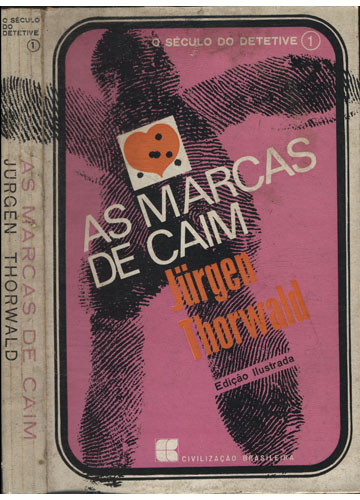 O SÉCULO
DO
DETETIVE
1
AS MARCAS DE CAIM
JÜRGEN THORWALD
O SÉCULO DO DETETIVE 1
AS MARCAS
DE CAIM
Jürgen
Thorwald
Edição Ilustrada
CIVILIZAÇÃO BRASILEIRA